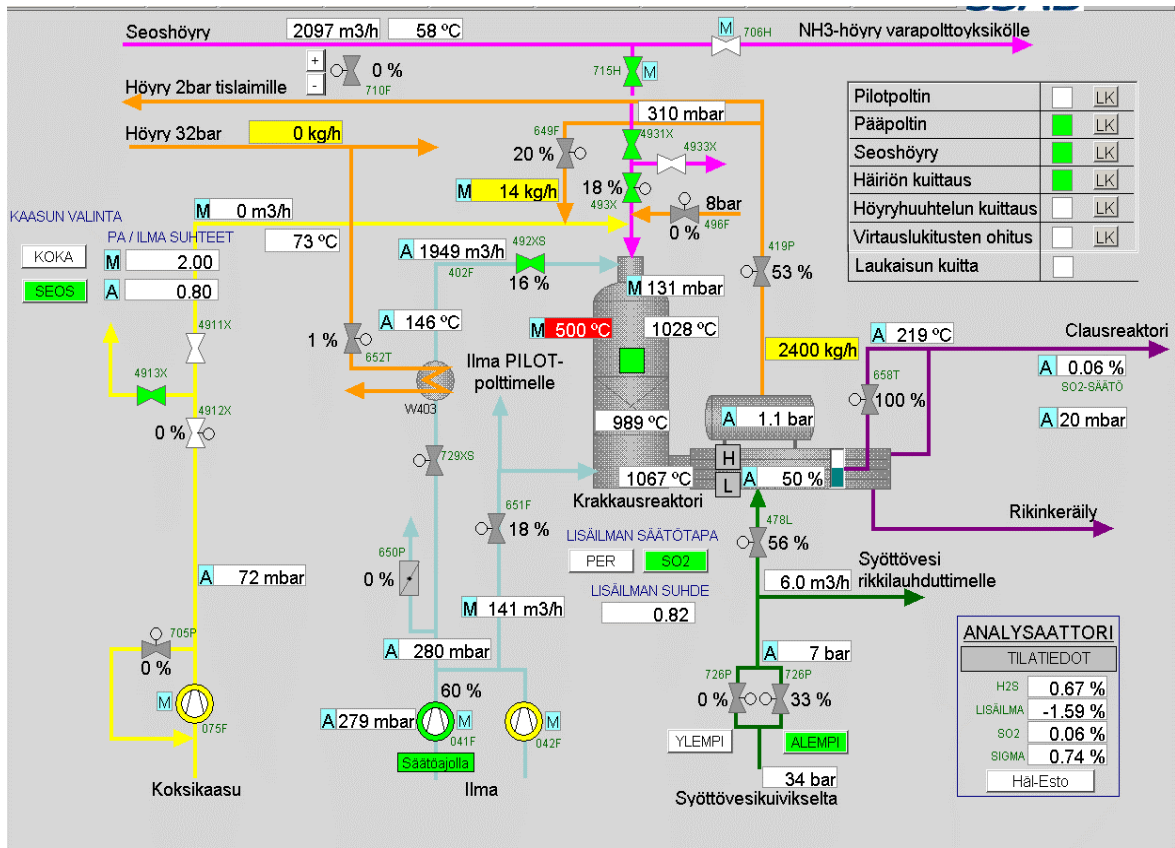 Seoshöyry 2097 m3/h 58 ºC
M 706H
NH3-höyry varapolttoyksikölle
+
-
0 %
710F
715H M
Höyry 2bar tislaimille
310 mbar
Höyry 32bar 0 kg/h
649F
20 %
4931X
4933X
M 14 kg/h
18 %
493X
8bar
496F
0 %
Pilotpoltin LK
Pääpoltin LK
Seoshöyry LK
Häiriön kuittaus LK
Höyryhuuhtelun kuittaus LK
Virtauslukitusten ohitus LK
Laukaisun kuitta
KAASUN VALINTA
M 0 m3/h
73 ºC
PA / ILMA SUHTEET
KOKA
M 2.00
SEOS
A 0.80
A 1949 m3/h
402F
492XS
16 %
419P
53 %
M 131 mbar
4911X
4913X
4912X
0 %
1 %
652T
A 146 ºC
W403
M 500 ºC
1028 ºC
Ilma PILOT-
polttimelle
2400 kg/h
A 219 ºC
Clausreaktori
A 0.06 %
SO2-SÄÄTÖ
A 20 mbar
658T
100 %
989 ºC
A 1.1 bar
H
L
1067 ºC
A 50 %
Krakkausreaktori
Rikinkeräily
729XS
651F
18 %
650P
0 %
LISÄILMAN SÄÄTÖTAPA
PER SO2
LISÄILMAN SUHDE
0.82
478L
56 %
Syöttövesi
rikkilauhduttimelle
6.0 m3/h
A 72 mbar
M 141 m3/h
705P
0 %
A 280 mbar
A 7 bar
726P
0 %
726P
33 %
YLEMPI ALEMPI
34 bar
Syöttövesikuivikselta
M
075F
Koksikaasu
60 %
A 279 mbar
M
041F
M
042F
Säätöajolla
Ilma
ANALYSAATTORI
TILATIEDOT
H2S 0.67 %
LISÄILMA -1.59 %
SO2 0.06 %
SIGMA 0.74 %
Häl-Esto